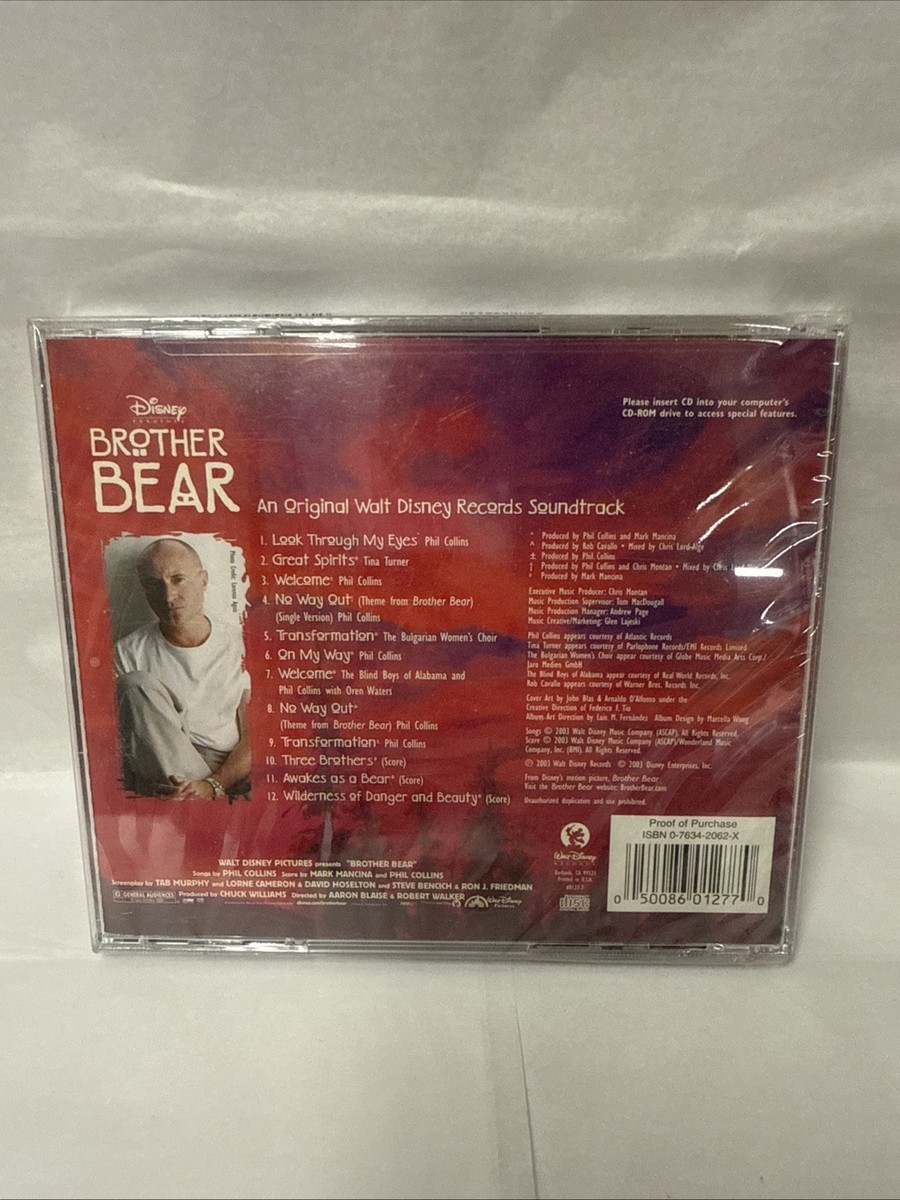 Disney
PRESENTS
BROTHER
BEAR
Please insert CD into your computer's
CD-ROM drive to access special features.
An Original Walt Disney Records Soundtrack
1. Look Through My Eyes* Phil Collins
2. Great Spirits^ Tina Turner
3. Welcome Phil Collins
4. No Way Out (Theme from Brother Bear)
(Single Version) Phil Collins
5. Transformation* The Bulgarian Women's Choir
6. On My Way* Phil Collins
7. Welcome* The Blind Boys of Alabama and
Phil Collins with Oren Waters
8. No Way Out*
(Theme from Brother Bear) Phil Collins
9. Transformation Phil Collins
10. Three Brothers (Score)
11. Awakes as a Bear (Score)
12. Wilderness of Danger and Beauty (Score)
Photo Credit: Lorenzo Agius
* Produced by Phil Collins and Mark Mancina
^ Produced by Rob Cavallo • Mixed by Chris Lord-Alge
± Produced by Phil Collins
† Produced by Phil Collins and Chris Montan • Mixed by Chris Lord
Produced by Mark Mancina
Executive Music Producer: Chris Montan
Music Production Supervisor: Tom MacDougall
Music Production Manager: Andrew Page
Music Creative/Marketing: Glen Lajeski
Phil Collins appears courtesy of Atlantic Records
Tina Turner appears courtesy of Parlophone Records/EMI Records Limited
The Bulgarian Women's Choir appear courtesy of Globe Music Media Arts Corp./
Jaro Medien GmbH
The Blind Boys of Alabama appear courtesy of Real World Records, Inc.
Rob Cavallo appears courtesy of Warner Bros. Records Inc.
Cover Art by John Blas & Arnaldo D'Alfonso under the
Creative Direction of Federico F. Tio
Album Art Direction by Luis M. Fernández Album Design by Marcella Wong
Songs © 2003 Walt Disney Music Company (ASCAP). All Rights Reserved.
Score © 2003 Walt Disney Music Company (ASCAP)/Wonderland Music
Company, Inc. (BMI). All Rights Reserved.
℗ 2003 Walt Disney Records © 2003 Disney Enterprises, Inc.
From Disney's motion picture, Brother Bear
Visit the Brother Bear website: BrotherBear.com
Unauthorized duplication and use prohibited.
WALT DISNEY PICTURES presents "BROTHER BEAR"
Songs by PHIL COLLINS Score by MARK MANCINA and PHIL COLLINS
Screenplay by TAB MURPHY and LORNE CAMERON & DAVID HOSELTON and STEVE BENCICH & RON J. FRIEDMAN
Produced by CHUCK WILLIAMS Directed by AARON BLAISE & ROBERT WALKER
G GENERAL AUDIENCES
Walt Disney
Pictures
Walt Disney
RECORDS
Burbank, CA 91521
Printed in U.S.A.
disc
Proof of Purchase
ISBN 0-7634-2062-X
0 50086 01277 0